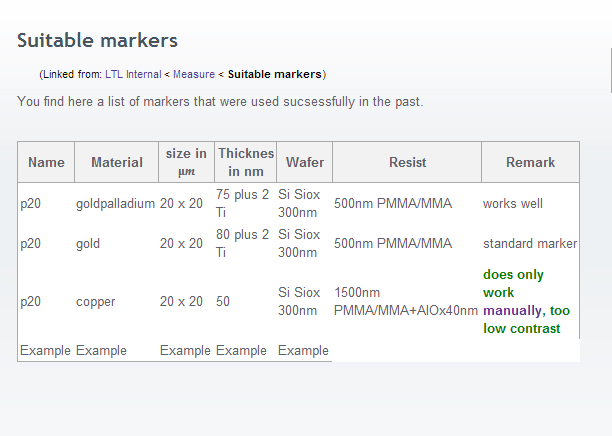 Suitable markers
(Linked from: LTL Internal < Measure < Suitable markers)
You find here a list of markers that were used sucsessfully in the past.
Name Material size in μm Thicknes in nm Wafer Resist Remark
p20 goldpalladium 20 x 20 75 plus 2 Ti Si Siox 300nm 500nm PMMA/MMA works well
p20 gold 20 x 20 80 plus 2 Ti Si Siox 300nm 500nm PMMA/MMA standard marker
p20 copper 20 x 20 50 Si Siox 300nm 1500nm PMMA/MMA+AlOx40nm does only work manually, too low contrast
Example Example Example Example Example